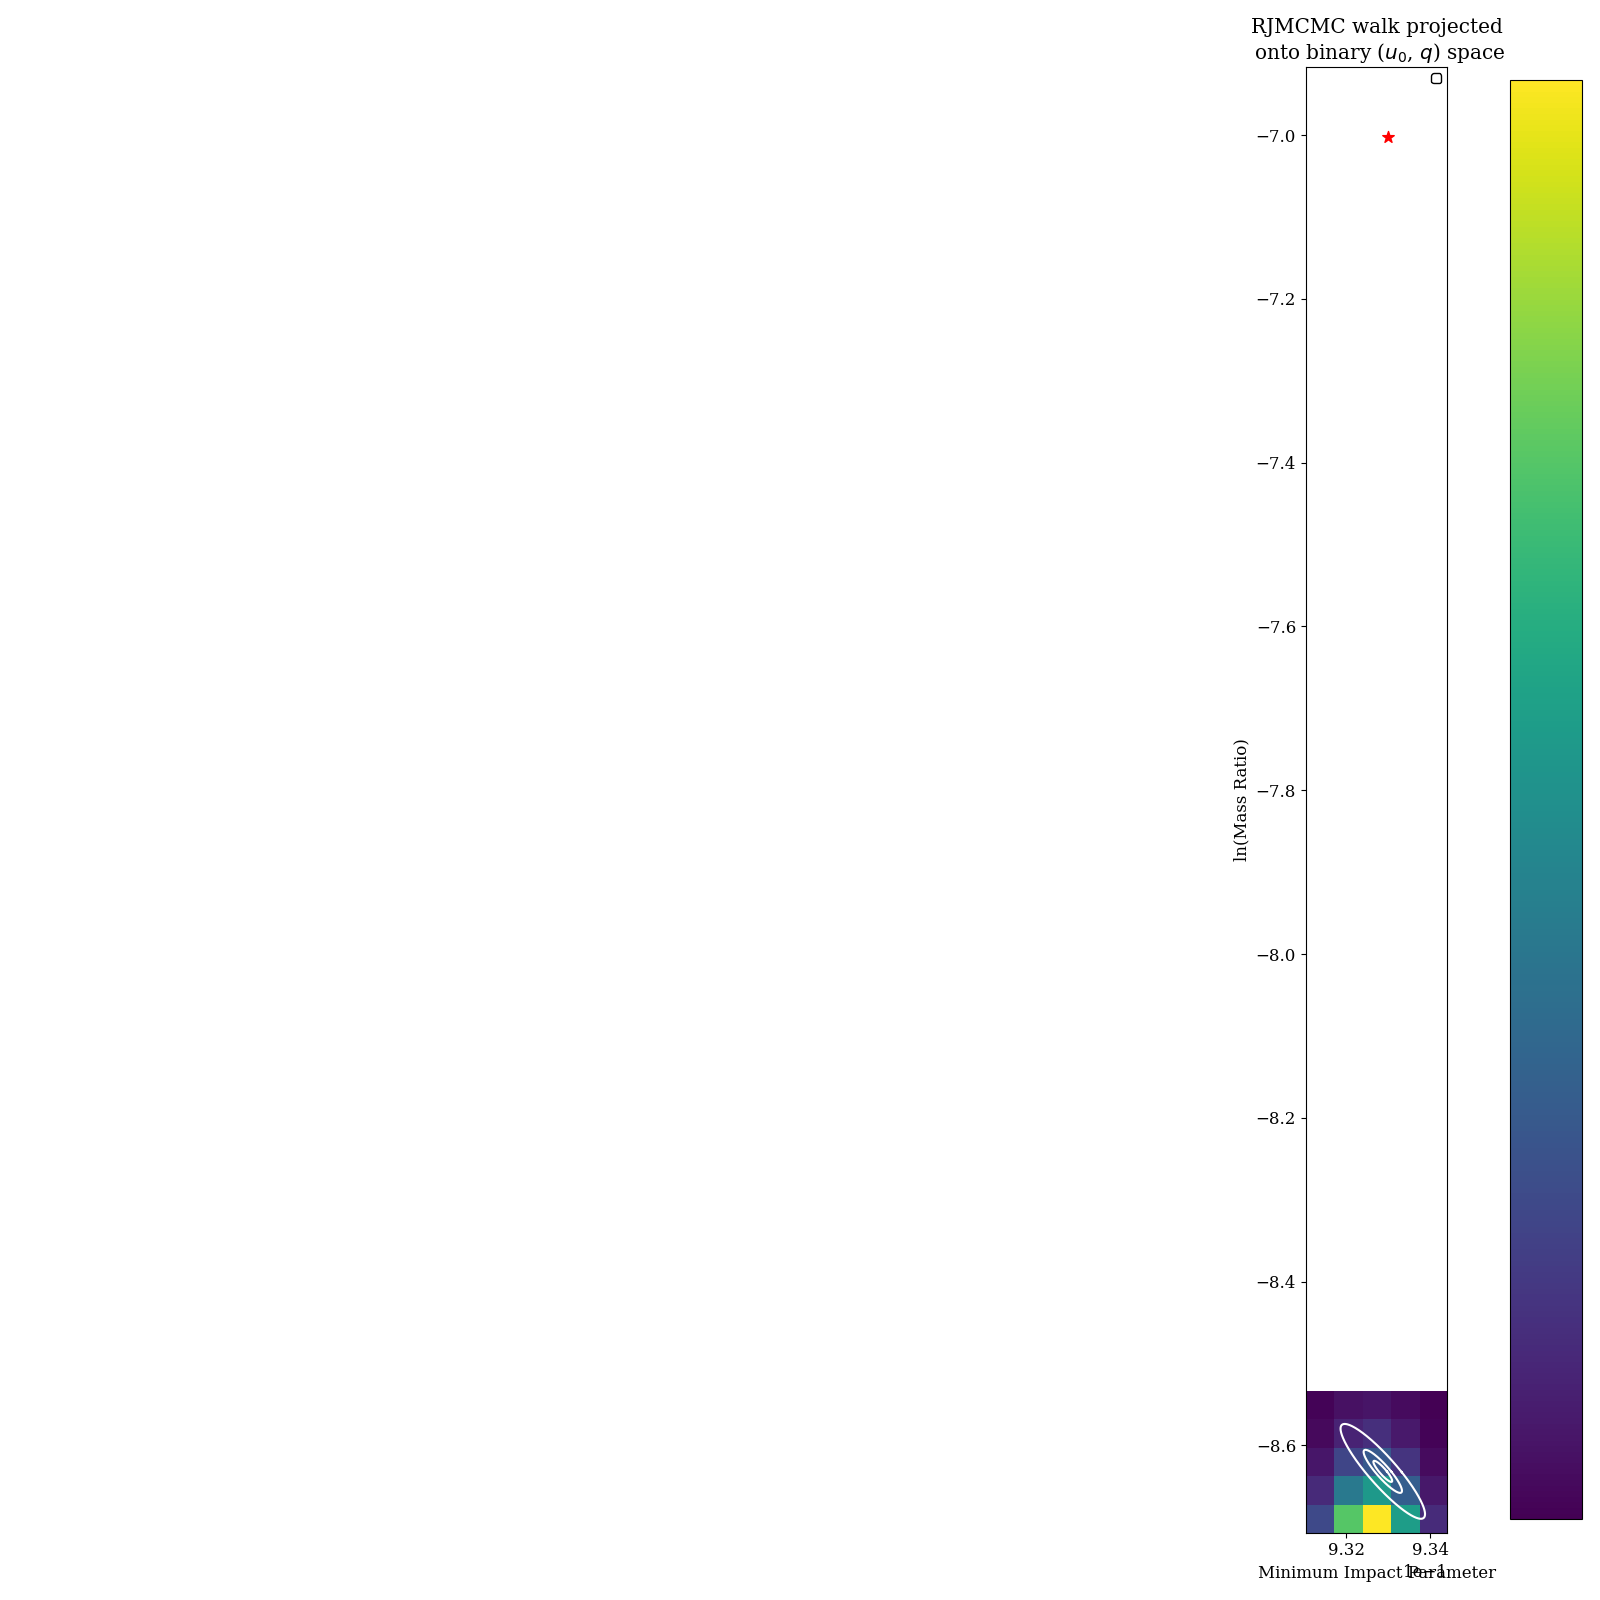 RJMCMC walk projected
onto binary (u₀, q) space
−7.0
−7.2
−7.4
−7.6
−7.8
−8.0
−8.2
−8.4
−8.6
ln(Mass Ratio)
9.32 9.34
1e−1
Minimum Impact Parameter